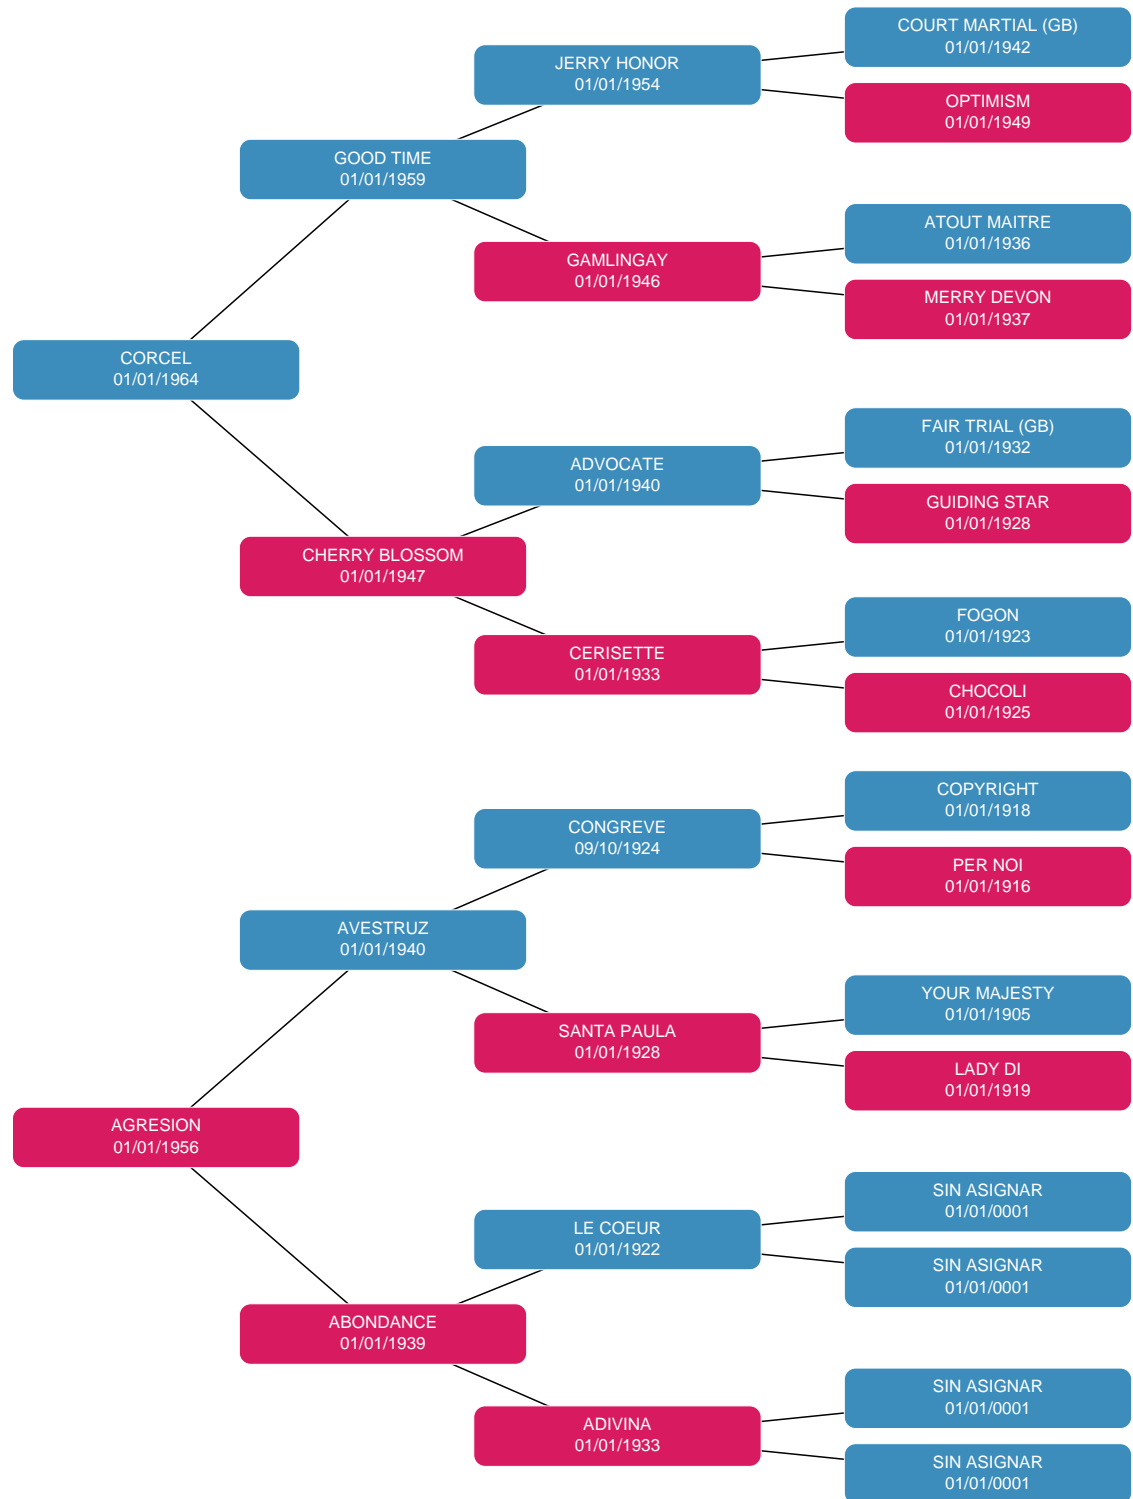 COURT MARTIAL (GB)
01/01/1942
JERRY HONOR
01/01/1954
OPTIMISM
01/01/1949
GOOD TIME
01/01/1959
ATOUT MAITRE
01/01/1936
GAMLINGAY
01/01/1946
MERRY DEVON
01/01/1937
CORCEL
01/01/1964
FAIR TRIAL (GB)
01/01/1932
ADVOCATE
01/01/1940
GUIDING STAR
01/01/1928
CHERRY BLOSSOM
01/01/1947
FOGON
01/01/1923
CERISETTE
01/01/1933
CHOCOLI
01/01/1925
COPYRIGHT
01/01/1918
CONGREVE
09/10/1924
PER NOI
01/01/1916
AVESTRUZ
01/01/1940
YOUR MAJESTY
01/01/1905
SANTA PAULA
01/01/1928
LADY DI
01/01/1919
AGRESION
01/01/1956
SIN ASIGNAR
01/01/0001
LE COEUR
01/01/1922
SIN ASIGNAR
01/01/0001
ABONDANCE
01/01/1939
SIN ASIGNAR
01/01/0001
ADIVINA
01/01/1933
SIN ASIGNAR
01/01/0001